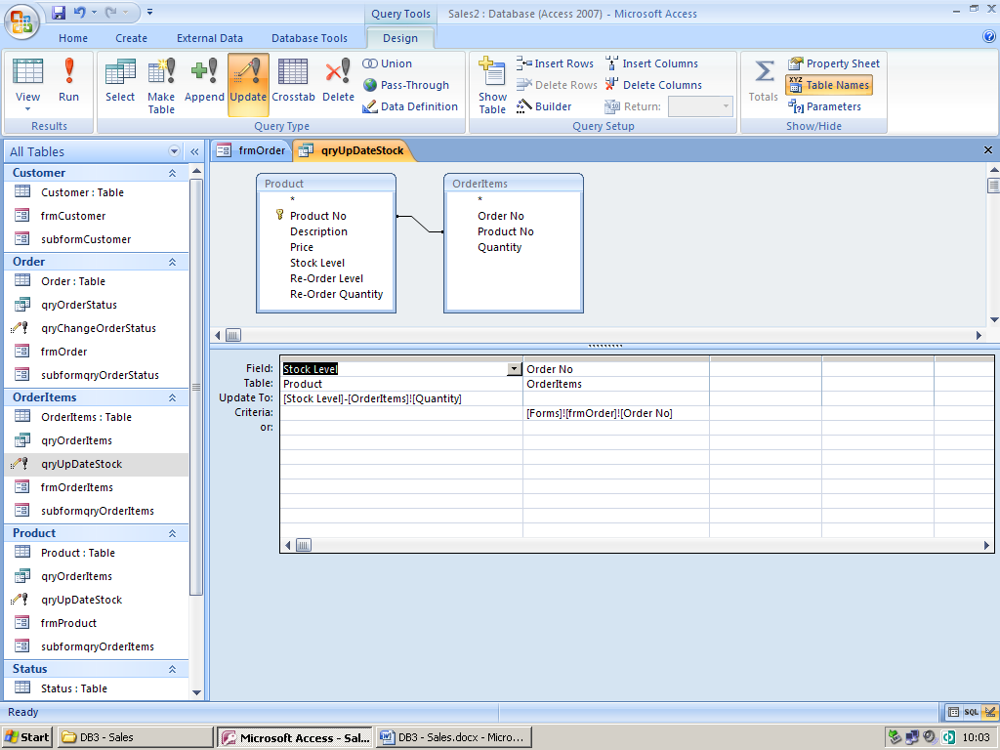 Query Tools
Sales2 : Database (Access 2007) - Microsoft Access
Home Create External Data Database Tools Design
View Run
Results
Select Make Table Append Update Crosstab Delete
Union
Pass-Through
Data Definition
Query Type
Show Table
Insert Rows
Delete Rows
Builder
Insert Columns
Delete Columns
Return:
Query Setup
Σ
Totals
Property Sheet
XYZ Table Names
Parameters
Show/Hide
All Tables
Customer
Customer : Table
frmCustomer
subformCustomer
Order
Order : Table
qryOrderStatus
qryChangeOrderStatus
frmOrder
subformqryOrderStatus
OrderItems
OrderItems : Table
qryOrderItems
qryUpDateStock
frmOrderItems
subformqryOrderItems
Product
Product : Table
qryOrderItems
qryUpDateStock
frmProduct
subformqryOrderItems
Status
Status : Table
frmOrder qryUpDateStock
Product
*
Product No
Description
Price
Stock Level
Re-Order Level
Re-Order Quantity
OrderItems
*
Order No
Product No
Quantity
Field: Stock Level Order No
Table: Product OrderItems
Update To: [Stock Level]-[OrderItems]![Quantity]
Criteria: [Forms]![frmOrder]![Order No]
or:
Ready
SQL
Start DB3 - Sales Microsoft Access - Sal... DB3 - Sales.docx - Micro... 10:03